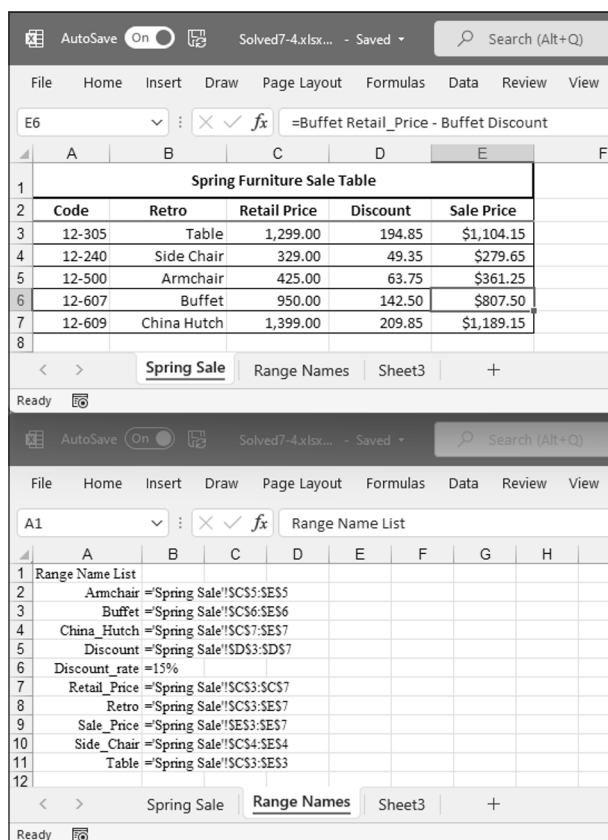 AutoSave On Solved7-4.xlsx... - Saved Search (Alt+Q)
File Home Insert Draw Page Layout Formulas Data Review View
E6 fx =Buffet Retail_Price - Buffet Discount
A B C D E F
1 Spring Furniture Sale Table
2 Code Retro Retail Price Discount Sale Price
3 12-305 Table 1,299.00 194.85 $1,104.15
4 12-240 Side Chair 329.00 49.35 $279.65
5 12-500 Armchair 425.00 63.75 $361.25
6 12-607 Buffet 950.00 142.50 $807.50
7 12-609 China Hutch 1,399.00 209.85 $1,189.15
8
Spring Sale Range Names Sheet3
Ready
AutoSave On Solved7-4.xlsx... - Saved Search (Alt+Q)
File Home Insert Draw Page Layout Formulas Data Review View
A1 fx Range Name List
A B C D E F G H
1 Range Name List
2 Armchair ='Spring Sale'!$C$5:$E$5
3 Buffet ='Spring Sale'!$C$6:$E$6
4 China_Hutch ='Spring Sale'!$C$7:$E$7
5 Discount ='Spring Sale'!$D$3:$D$7
6 Discount_rate =15%
7 Retail_Price ='Spring Sale'!$C$3:$C$7
8 Retro ='Spring Sale'!$C$3:$E$7
9 Sale_Price ='Spring Sale'!$E$3:$E$7
10 Side_Chair ='Spring Sale'!$C$4:$E$4
11 Table ='Spring Sale'!$C$3:$E$3
12
Spring Sale Range Names Sheet3
Ready